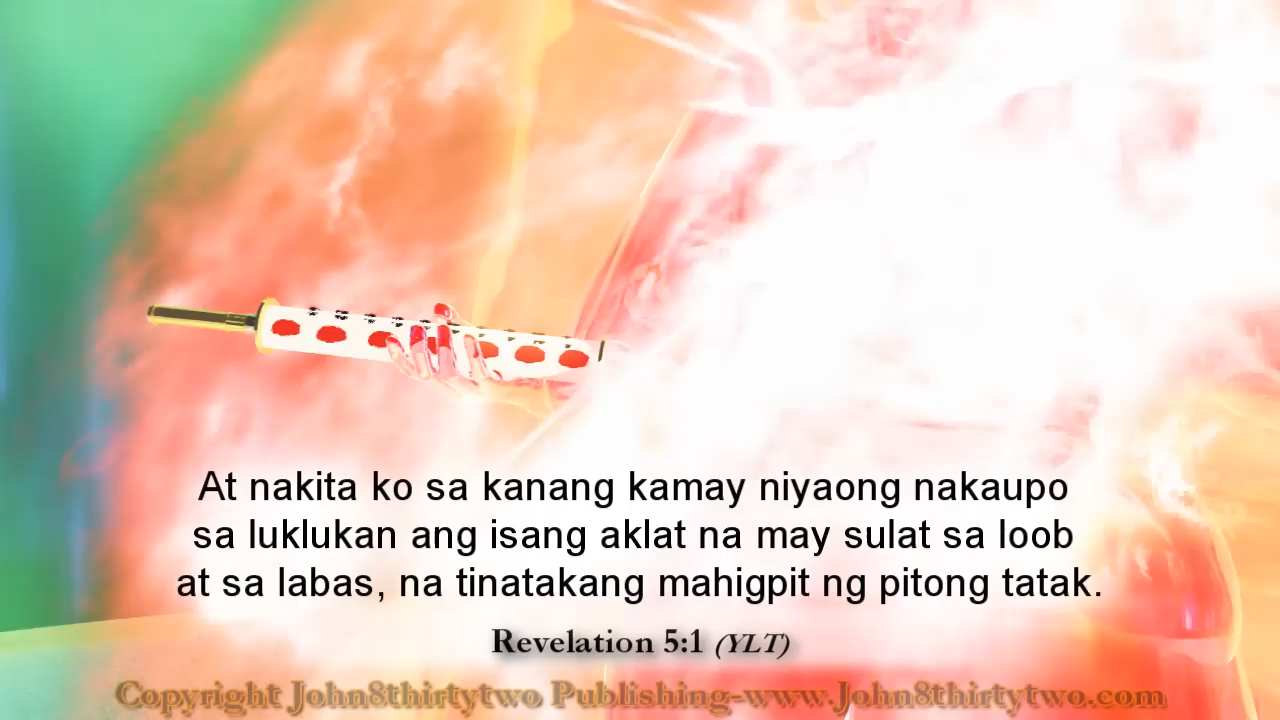 At nakita ko sa kanang kamay niyaong nakaupo
sa luklukan ang isang aklat na may sulat sa loob
at sa labas, na tinatakang mahigpit ng pitong tatak.
Revelation 5:1 (YLT)
Copyright John8thirtytwo Publishing-www.John8thirtytwo.com